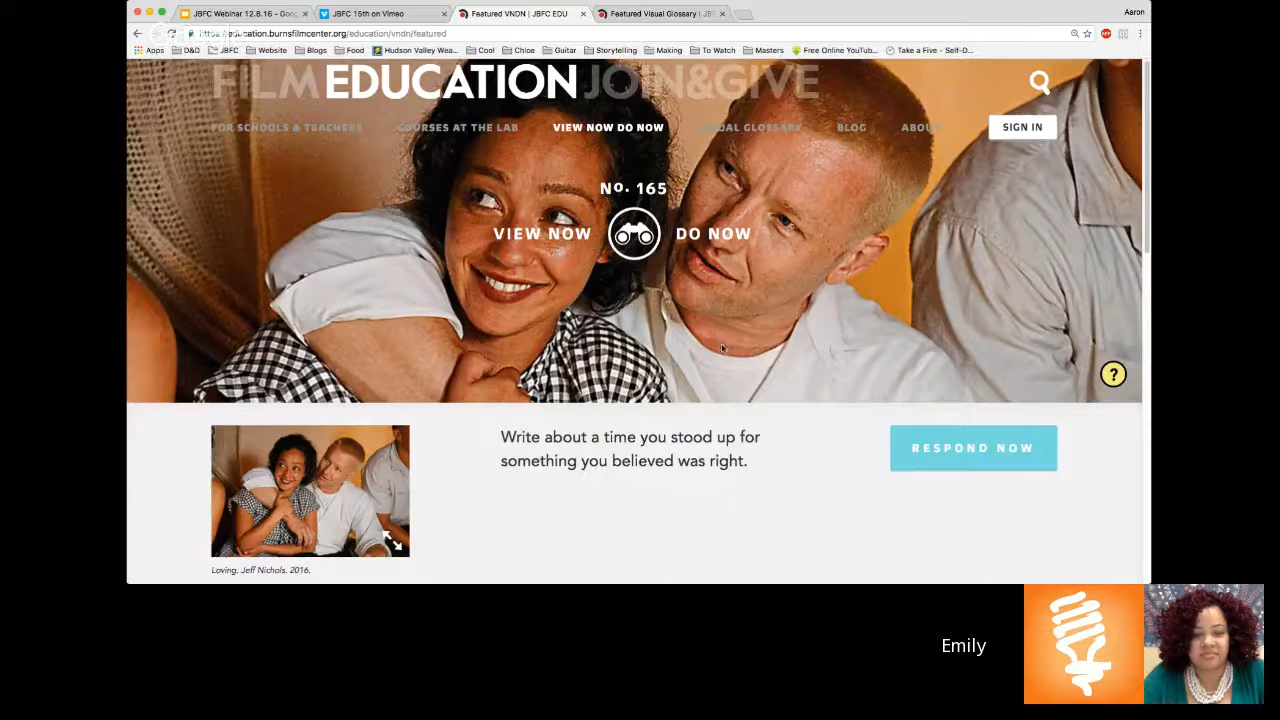 JBFC Webinar 12.8.16 - Goog
JBFC 15th on Vimeo
Featured VNDN | JBFC EDU
Featured Visual Glossary | JB
Aaron
education.burnsfilmcenter.org/education/vndn/featured
Apps
D&D
JBFC
Website
Blogs
Food
Hudson Valley Wea...
Cool
Chloe
Guitar
Storytelling
Making
To Watch
Masters
Free Online YouTub...
Take a Five - Self-D...
FILM EDUCATION JOIN&GIVE
FOR SCHOOLS & TEACHERS
COURSES AT THE LAB
VIEW NOW DO NOW
VISUAL GLOSSARY
BLOG
ABOUT
SIGN IN
No. 165
VIEW NOW
DO NOW
?
Write about a time you stood up for
something you believed was right.
RESPOND NOW
Loving. Jeff Nichols. 2016.
Emily